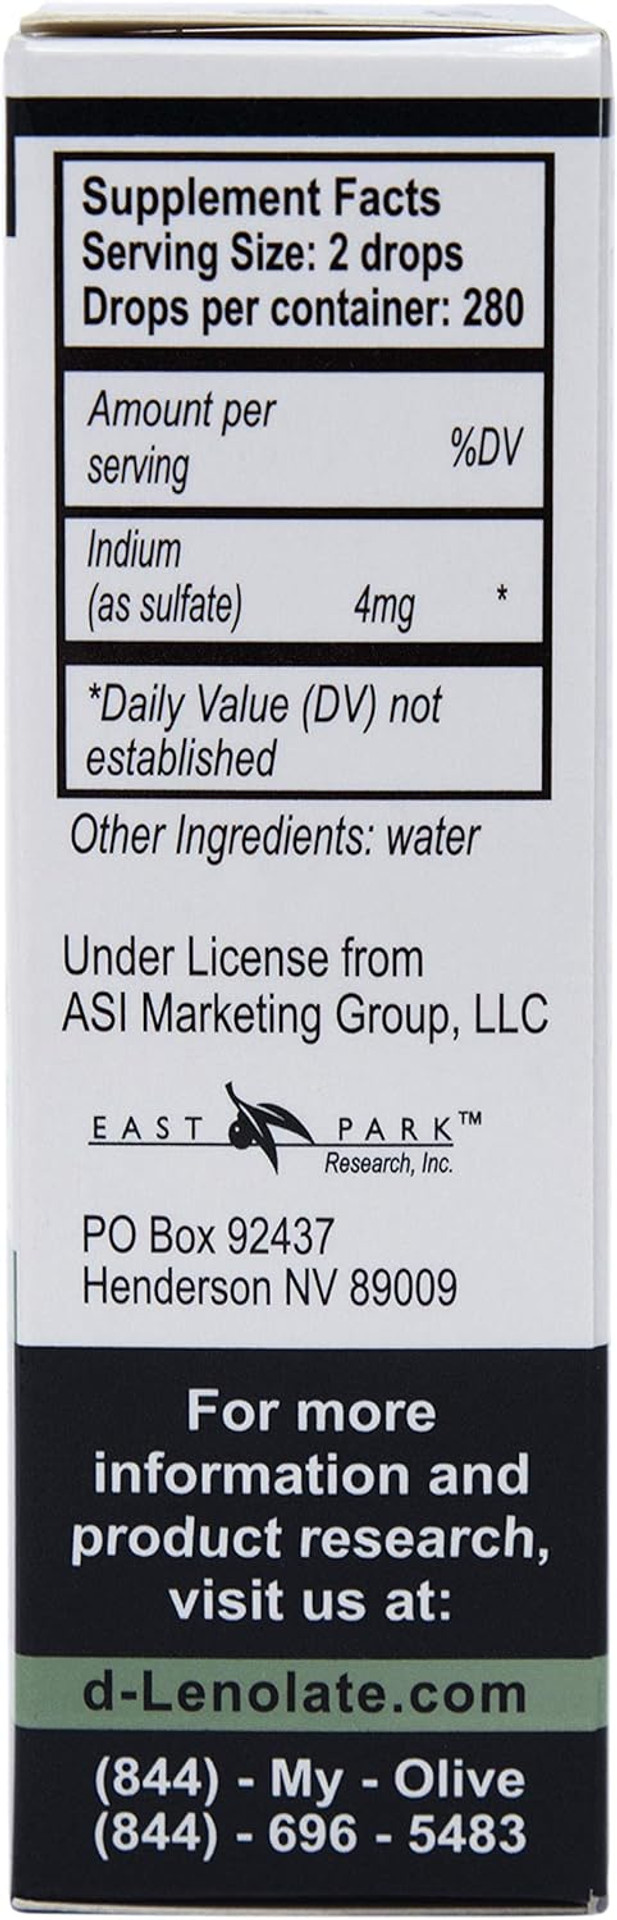 Supplement Facts
Serving Size: 2 drops
Drops per container: 280
Amount per
serving
%DV
Indium
(as sulfate) 4mg *
*Daily Value (DV) not
established
Other Ingredients: water
Under License from
ASI Marketing Group, LLC
EAST PARK™
Research, Inc.
PO Box 92437
Henderson NV 89009
For more
information and
product research,
visit us at:
d-Lenolate.com
(844) - My - Olive
(844) - 696 - 5483